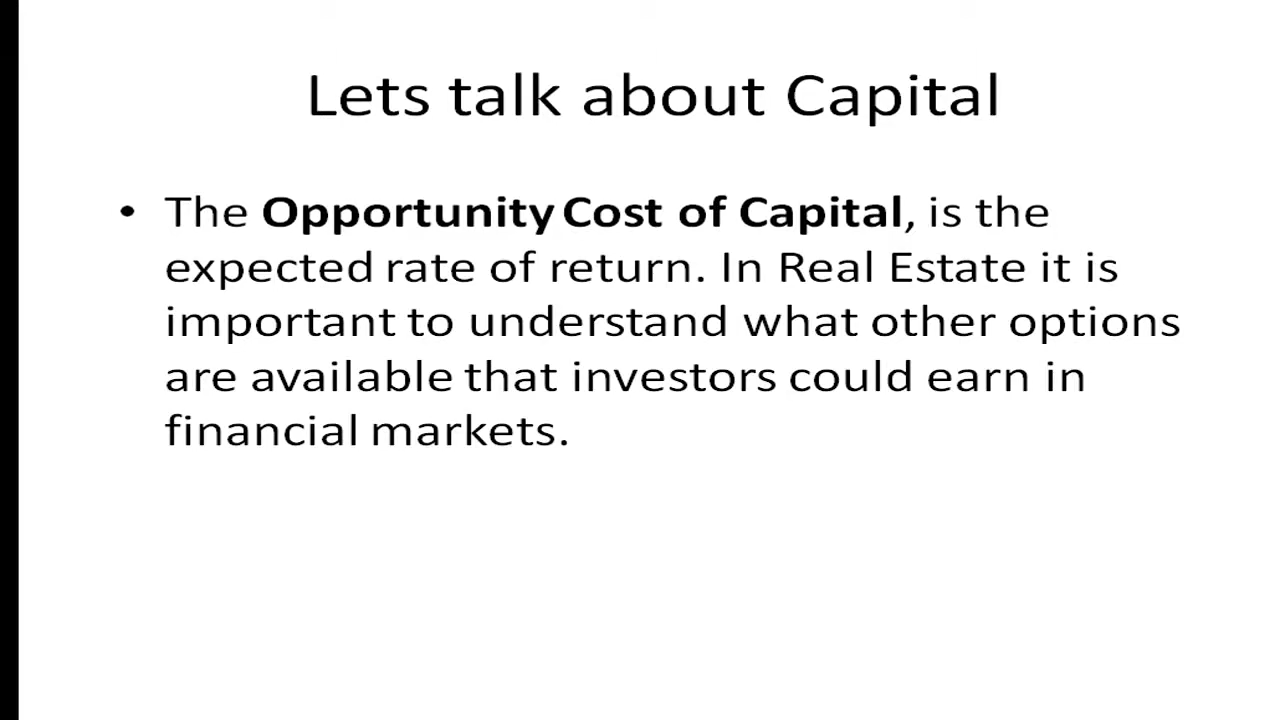 Lets talk about Capital
• The Opportunity Cost of Capital, is the
expected rate of return. In Real Estate it is
important to understand what other options
are available that investors could earn in
financial markets.